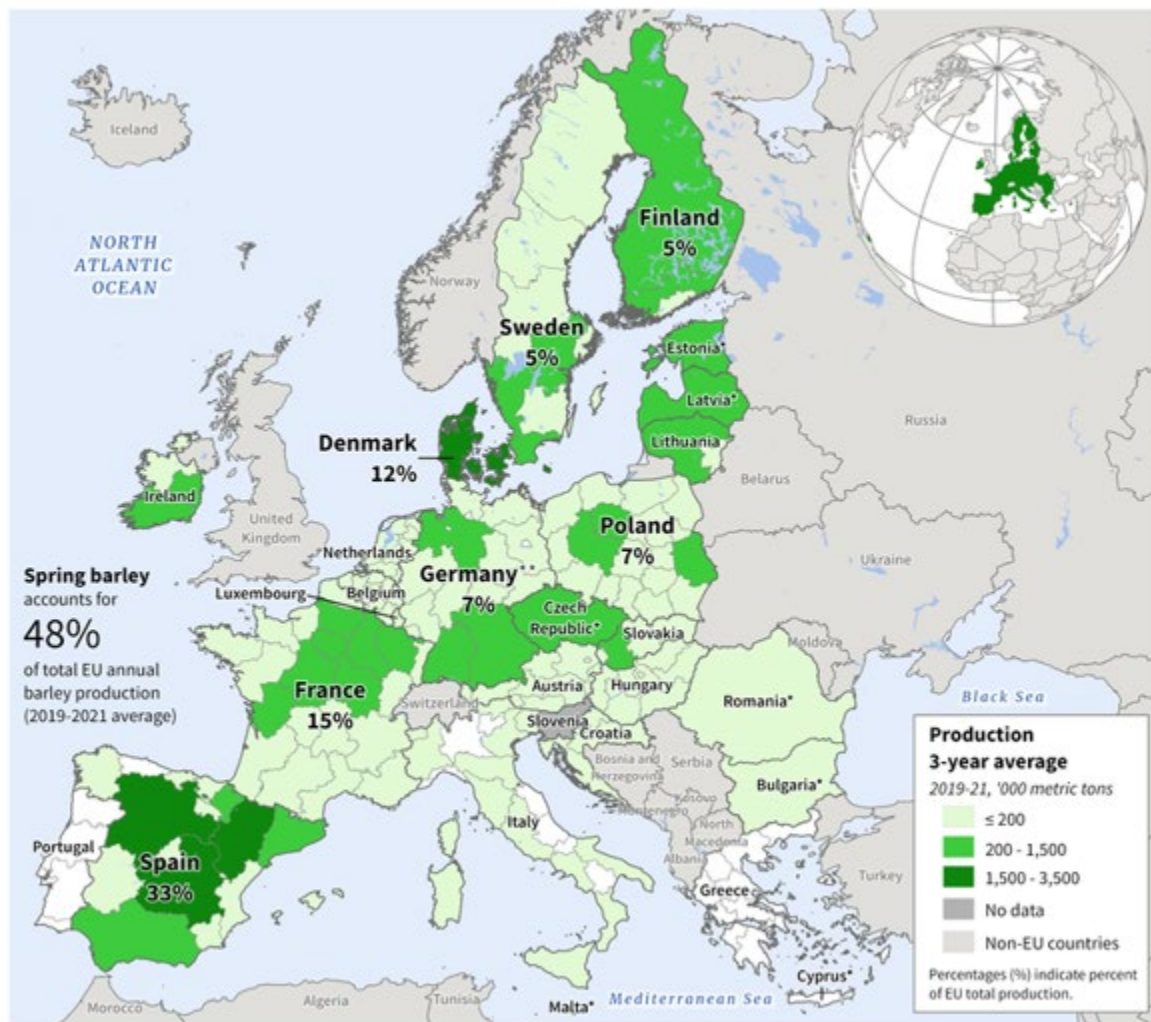 Iceland
NORTH
ATLANTIC
OCEAN
Norway
Finland
5%
Sweden
5%
Estonia*
Latvia*
Lithuania
Russia
Denmark
12%
Belarus
Ireland
United
Kingdom
Netherlands
Poland
7%
Ukraine
Germany**
7%
Spring barley
accounts for
48%
of total EU annual
barley production
(2019-2021 average)
Luxembourg
Belgium
Czech
Republic*
Slovakia
Moldova
France
15%
Switzerland
Austria
Hungary
Romania*
Black Sea
Slovenia
Croatia
Bosnia and
Herzegovina
Serbia
Bulgaria*
Kosovo
Montenegro
North
Macedonia
Albania
Italy
Portugal
Spain
33%
Greece
Turkey
Cyprus*
Malta*
Mediterranean Sea
Morocco
Algeria
Tunisia
Production
3-year average
2019-21, '000 metric tons
≤ 200
200 - 1,500
1,500 - 3,500
No data
Non-EU countries
Percentages (%) indicate percent
of EU total production.